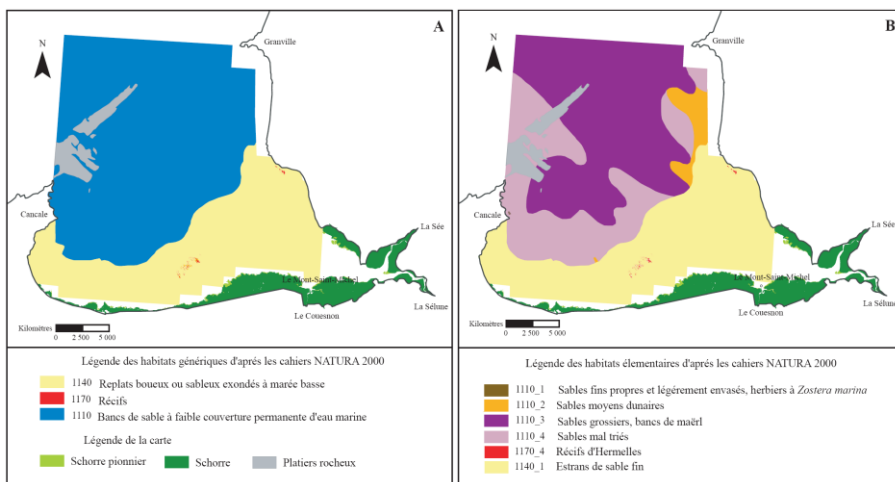 A
N
Granville
Cancale
La Sée
Le Mont-Saint-Michel
La Sélune
Le Couesnon
Kilomètres
0 2 500 5 000
Légende des habitats génériques d'après les cahiers NATURA 2000
1140 Replats boueux ou sableux exondés à marée basse
1170 Récifs
1110 Bancs de sable à faible couverture permanente d'eau marine
Légende de la carte
Schorre pionnier Schorre Platiers rocheux
B
N
Granville
Cancale
La Sée
Le Mont-Saint-Michel
La Sélune
Le Couesnon
Kilomètres
0 2 500 5 000
Légende des habitats élementaires d'après les cahiers NATURA 2000
1110_1 Sables fins propres et légérement envasés, herbiers à Zostera marina
1110_2 Sables moyens dunaires
1110_3 Sables grossiers, bancs de maërl
1110_4 Sables mal triés
1170_4 Récifs d'Hermelles
1140_1 Estrans de sable fin